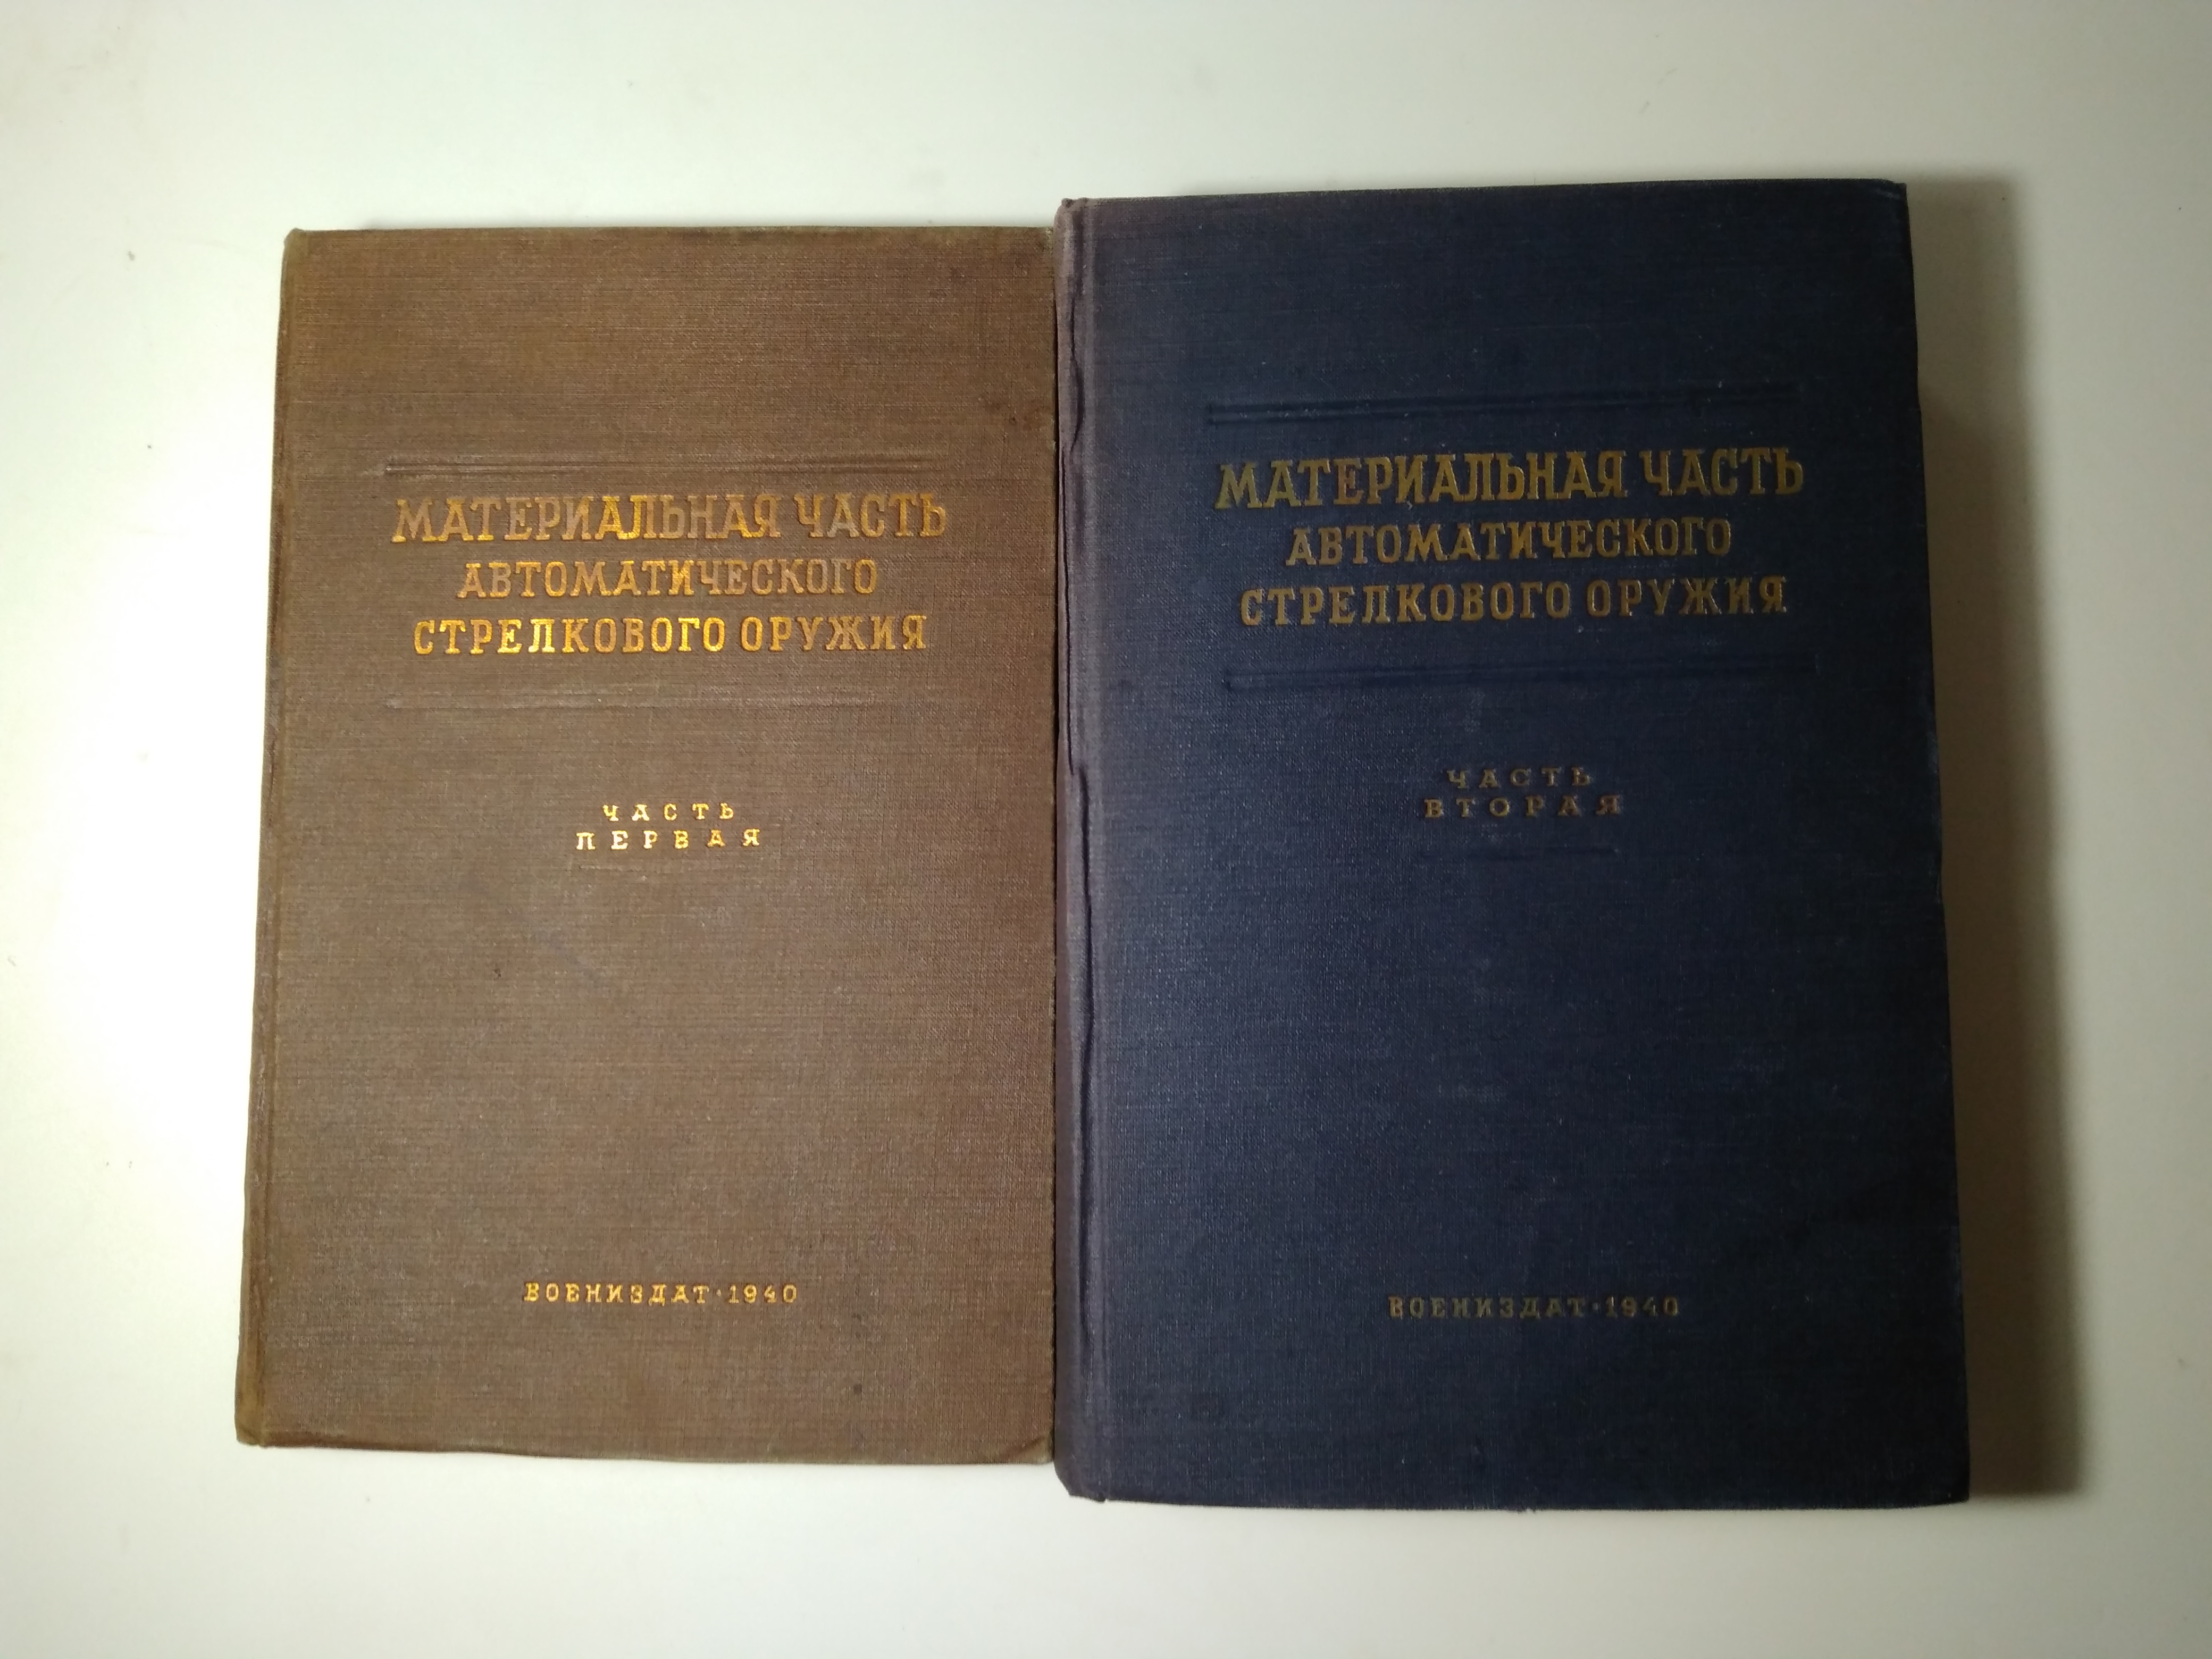 МАТЕРИАЛЬНАЯ ЧАСТЬ
АВТОМАТИЧЕСКОГО
СТРЕЛКОВОГО ОРУЖИЯ
ЧАСТЬ
ПЕРВАЯ
ВОЕНИЗДАТ·1940
МАТЕРИАЛЬНАЯ ЧАСТЬ
АВТОМАТИЧЕСКОГО
СТРЕЛКОВОГО ОРУЖИЯ
ЧАСТЬ
ВТОРАЯ
ВОЕНИЗДАТ·1940